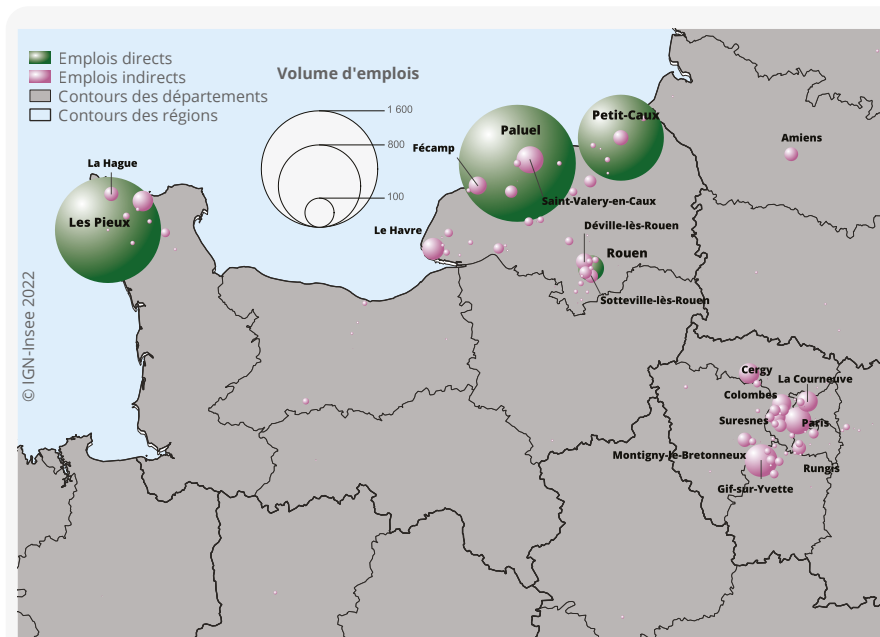 Emplois directs
Emplois indirects
Contours des départements
Contours des régions
Volume d'emplois
1 600
800
100
La Hague
Les Pieux
Fécamp
Paluel
Petit-Caux
Amiens
Saint-Valery-en-Caux
Le Havre
Déville-lès-Rouen
Rouen
Sotteville-lès-Rouen
© IGN-Insee 2022
Cergy
La Courneuve
Colombes
Suresnes
Paris
Montigny-le-Bretonneux
Rungis
Gif-sur-Yvette